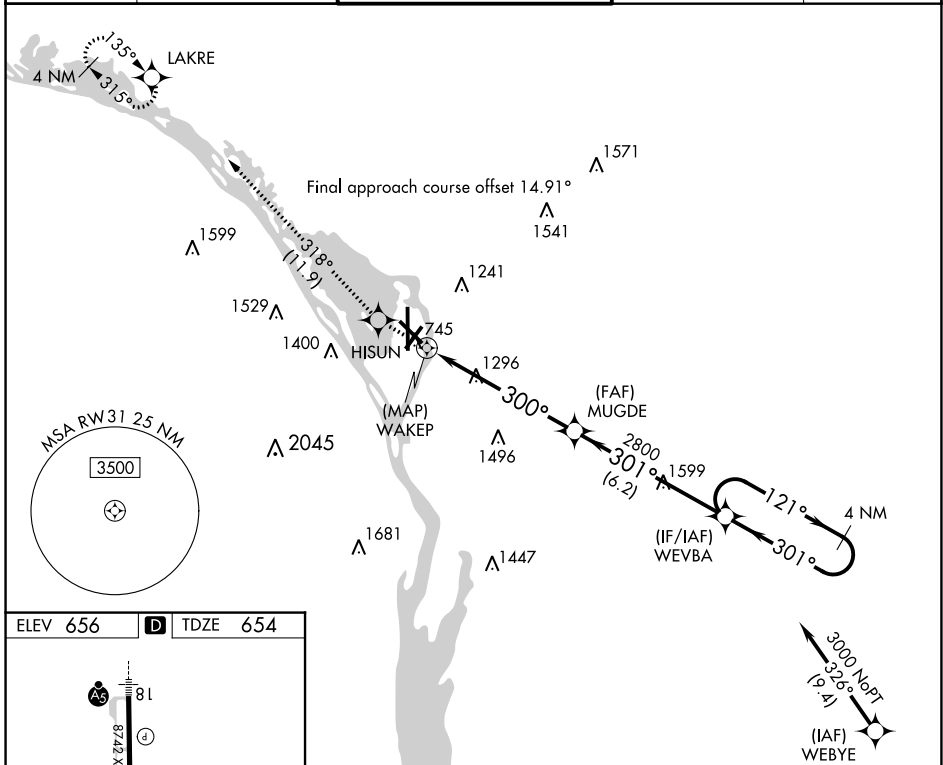 135°
LAKRE
4 NM
315°
1571
Final approach course offset 14.91°
1541
1599
318°
(11.9)
1241
1529
745
1400
HISUN
1296
(FAF)
MUGDE
300°
(MAP)
WAKEP
MSA RW31 25 NM
3500
2045
1496
2800
301°
(6.2)
1599
121°
4 NM
(IF/IAF)
WEVBA
301°
1681
1447
ELEV 656
D
TDZE 654
3000 NoPT
326°
(9.4)
(IAF)
WEBYE
A5
18
P
8742 X